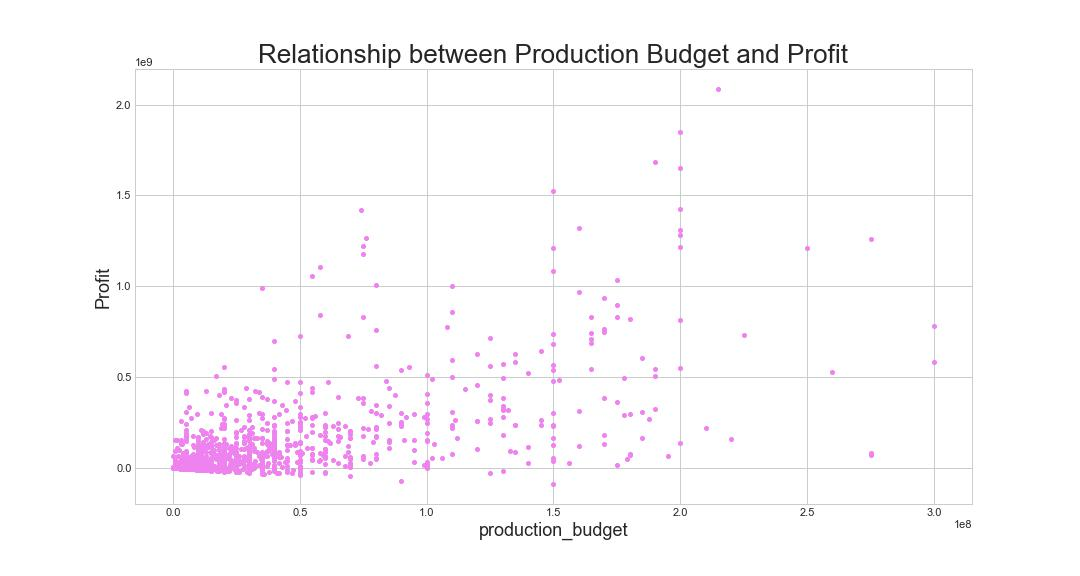 Relationship between Production Budget and Profit
1e9
2.0
1.5
1.0
0.5
0.0
Profit
0.0 0.5 1.0 1.5 2.0 2.5 3.0
1e8
production_budget